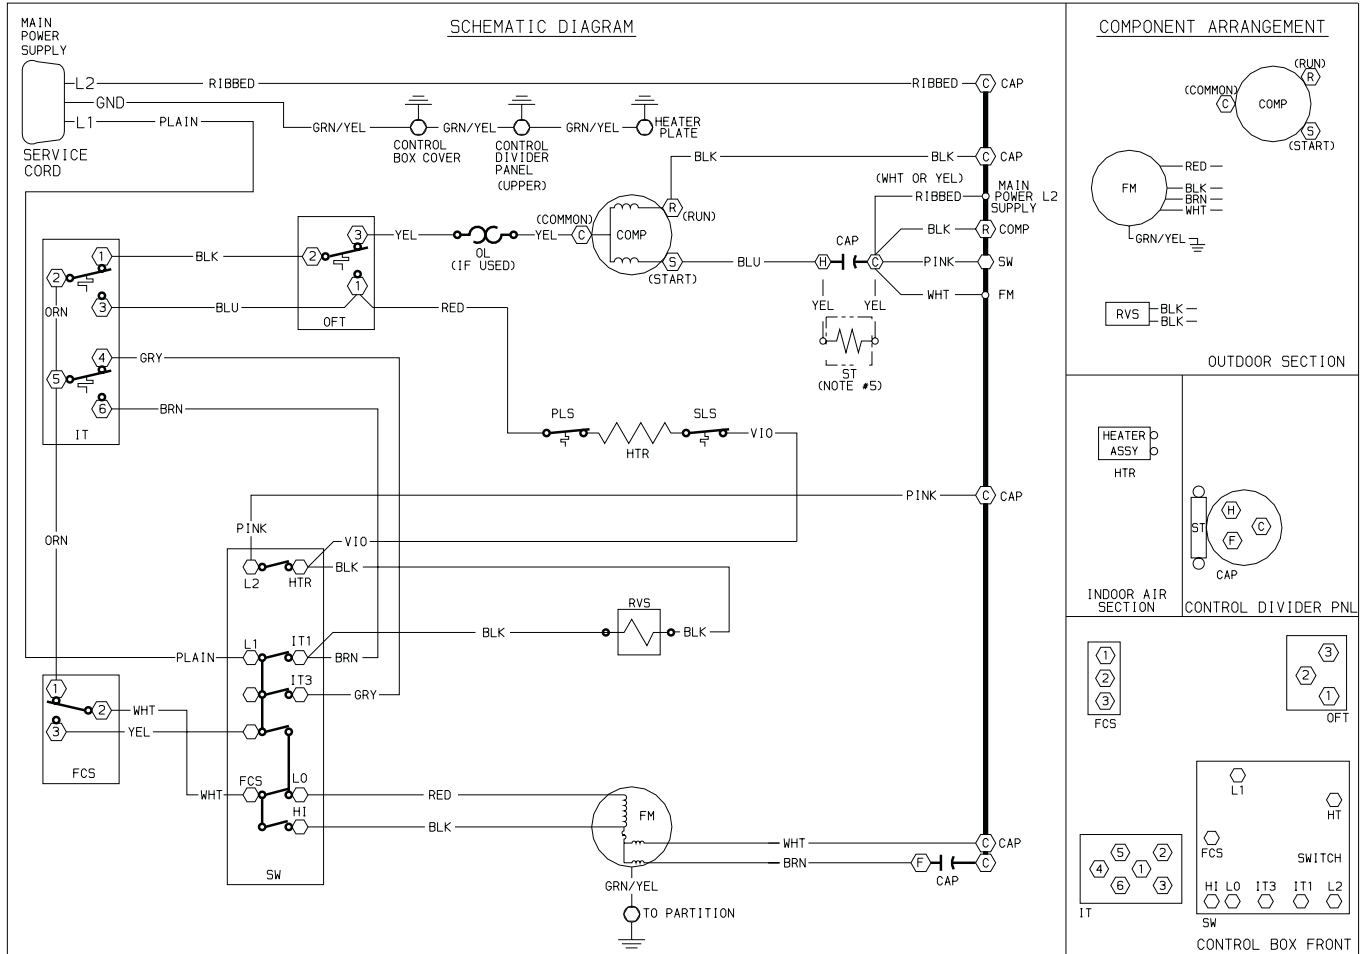 SCHEMATIC DIAGRAM
MAIN
POWER
SUPPLY
L2
RIBBED
RIBBED
C
CAP
GND
L1
PLAIN
GRN/YEL
GRN/YEL
GRN/YEL
HEATER
PLATE
CONTROL
BOX COVER
CONTROL
DIVIDER
PANEL
(UPPER)
SERVICE
CORD
BLK
BLK
C
CAP
(WHT OR YEL)
RIBBED
MAIN
POWER L2
SUPPLY
R
(RUN)
(COMMON)
C
COMP
S
(START)
BLK
R
COMP
CAP
BLU
H
C
PINK
SW
WHT
FM
YEL
YEL
ST
(NOTE #5)
3
YEL
OL
(IF USED)
YEL
2
1
OFT
1
BLK
2
3
BLU
RED
ORN
4
GRY
5
6
BRN
IT
PLS
SLS
HTR
VIO
PINK
C
CAP
PINK
ORN
VIO
L2
HTR
BLK
RVS
BLK
BLK
L1
IT1
PLAIN
BRN
IT3
GRY
1
2
WHT
3
YEL
FCS
FCS
LO
WHT
RED
HI
BLK
SW
FM
WHT
C
CAP
BRN
F
C
CAP
GRN/YEL
TO PARTITION
COMPONENT ARRANGEMENT
(RUN)
R
(COMMON)
C
COMP
S
(START)
FM
RED
BLK
BRN
WHT
GRN/YEL
RVS
BLK
BLK
OUTDOOR SECTION
HEATER
ASSY
HTR
INDOOR AIR
SECTION
ST
H
C
F
CAP
CONTROL DIVIDER PNL
1
2
3
FCS
3
2
1
OFT
L1
HT
FCS
SWITCH
HI LO IT3 IT1 L2
SW
5
2
4
1
6
3
IT
CONTROL BOX FRONT